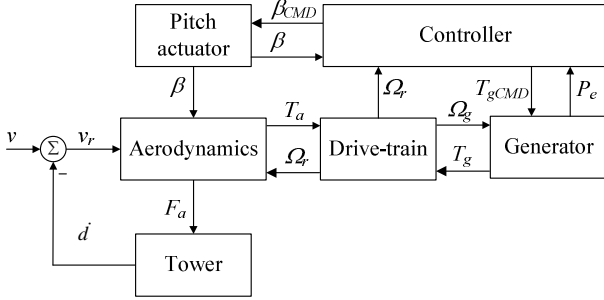 Pitch
actuator
β_CMD
β
Controller
β
Ω_r
T_gCMD
P_e
v
Σ
−
v_r
Aerodynamics
T_a
Ω_r
Drive-train
Ω_g
T_g
Generator
F_a
ḋ
Tower